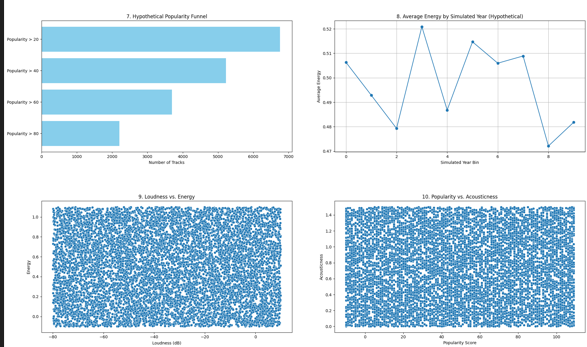 7. Hypothetical Popularity Funnel
Popularity > 20
Popularity > 40
Popularity > 60
Popularity > 80
0 1000 2000 3000 4000 5000 6000 7000
Number of Tracks
8. Average Energy by Simulated Year (Hypothetical)
Average Energy
0.52
0.51
0.50
0.49
0.48
0.47
0 2 4 6 8
Simulated Year Bin
9. Loudness vs. Energy
Energy
1.0
0.8
0.6
0.4
0.2
0.0
−80 −60 −40 −20 0
Loudness (dB)
10. Popularity vs. Acousticness
Acousticness
1.4
1.2
1.0
0.8
0.6
0.4
0.2
0.0
0 20 40 60 80 100
Popularity Score